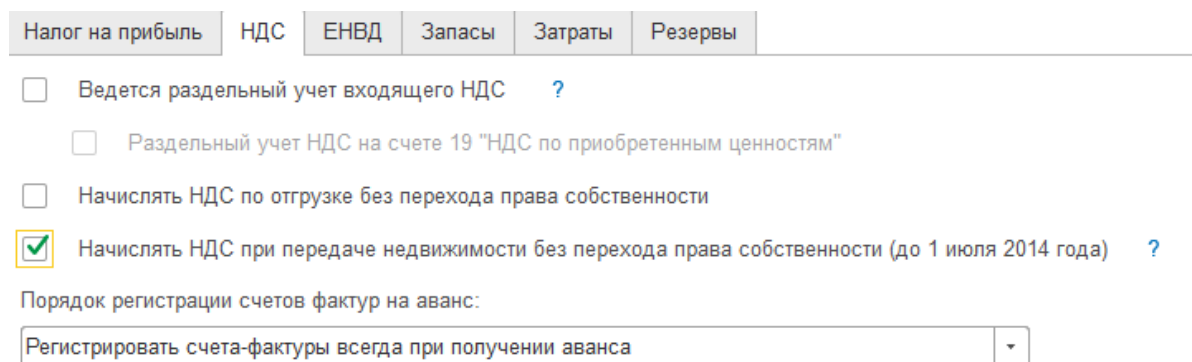 Налог на прибыль НДС ЕНВД Запасы Затраты Резервы
Ведется раздельный учет входящего НДС ?
Раздельный учет НДС на счете 19 "НДС по приобретенным ценностям"
Начислять НДС по отгрузке без перехода права собственности
Начислять НДС при передаче недвижимости без перехода права собственности (до 1 июля 2014 года) ?
Порядок регистрации счетов фактур на аванс:
Регистрировать счета-фактуры всегда при получении аванса